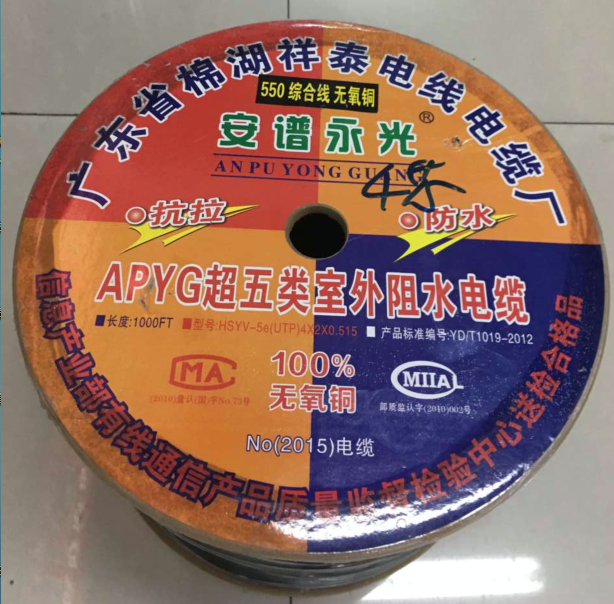 广东省棉湖祥泰电线电缆厂
550 综合线 无氧铜
安谱永光®
AN PU YONG GUANG
抗拉
防水
APYG超五类室外阻水电缆
■长度:1000FT ■型号:HSYV-5e(UTP)4X2X0.515 ■产品标准编号:YD/T1019-2012
CMA
100%
MIIAL
(2010)量认(国)字No.73号
无氧铜
部质监认字(2010)002号
No(2015)电缆
信息产业部有线通信产品质量监督检验中心送检合格品